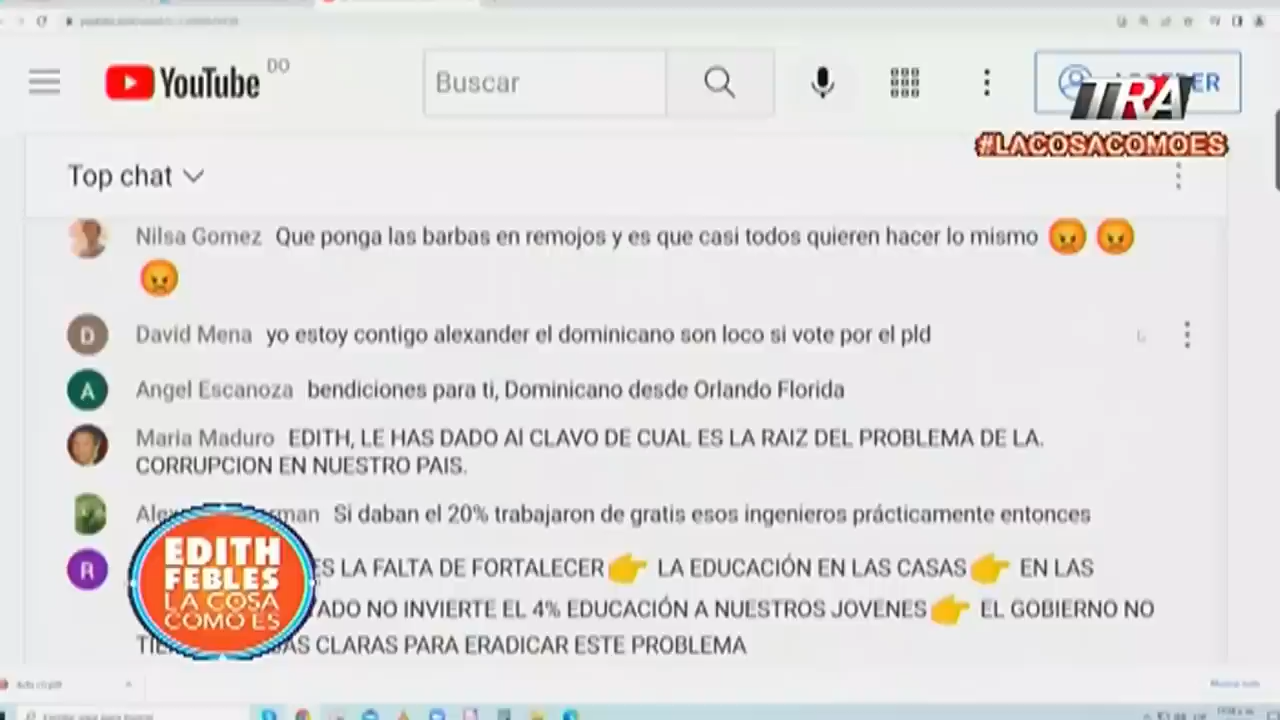 YouTube DO
Buscar
TRA
#LACOSACOMOES
Top chat
Nilsa Gomez Que ponga las barbas en remojos y es que casi todos quieren hacer lo mismo 😡 😡
😡
David Mena yo estoy contigo alexander el dominicano son loco si vote por el pld
D
Angel Escanoza bendiciones para ti, Dominicano desde Orlando Florida
A
Maria Maduro EDITH, LE HAS DADO Al CLAVO DE CUAL ES LA RAIZ DEL PROBLEMA DE LA.
CORRUPCION EN NUESTRO PAIS.
Si daban el 20% trabajaron de gratis esos ingenieros prácticamente entonces
R
ES LA FALTA DE FORTALECER 👉 LA EDUCACIÓN EN LAS CASAS 👉 EN LAS
NO INVIERTE EL 4% EDUCACIÓN A NUESTROS JOVENES 👉 EL GOBIERNO NO
CLARAS PARA ERADICAR ESTE PROBLEMA
EDITH
FEBLES
LA COSA
COMO ES